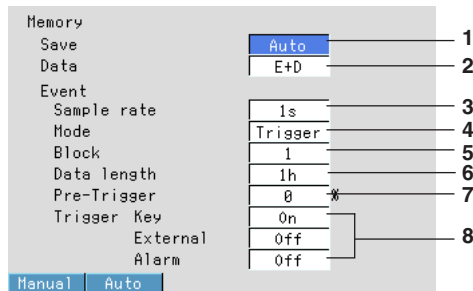 Memory
Save Auto 1
Data E+D 2
Event
Sample rate 1s 3
Mode Trigger 4
Block 1 5
Data length 1h 6
Pre-Trigger 0 % 7
Trigger Key On
External Off 8
Alarm Off
Manual Auto